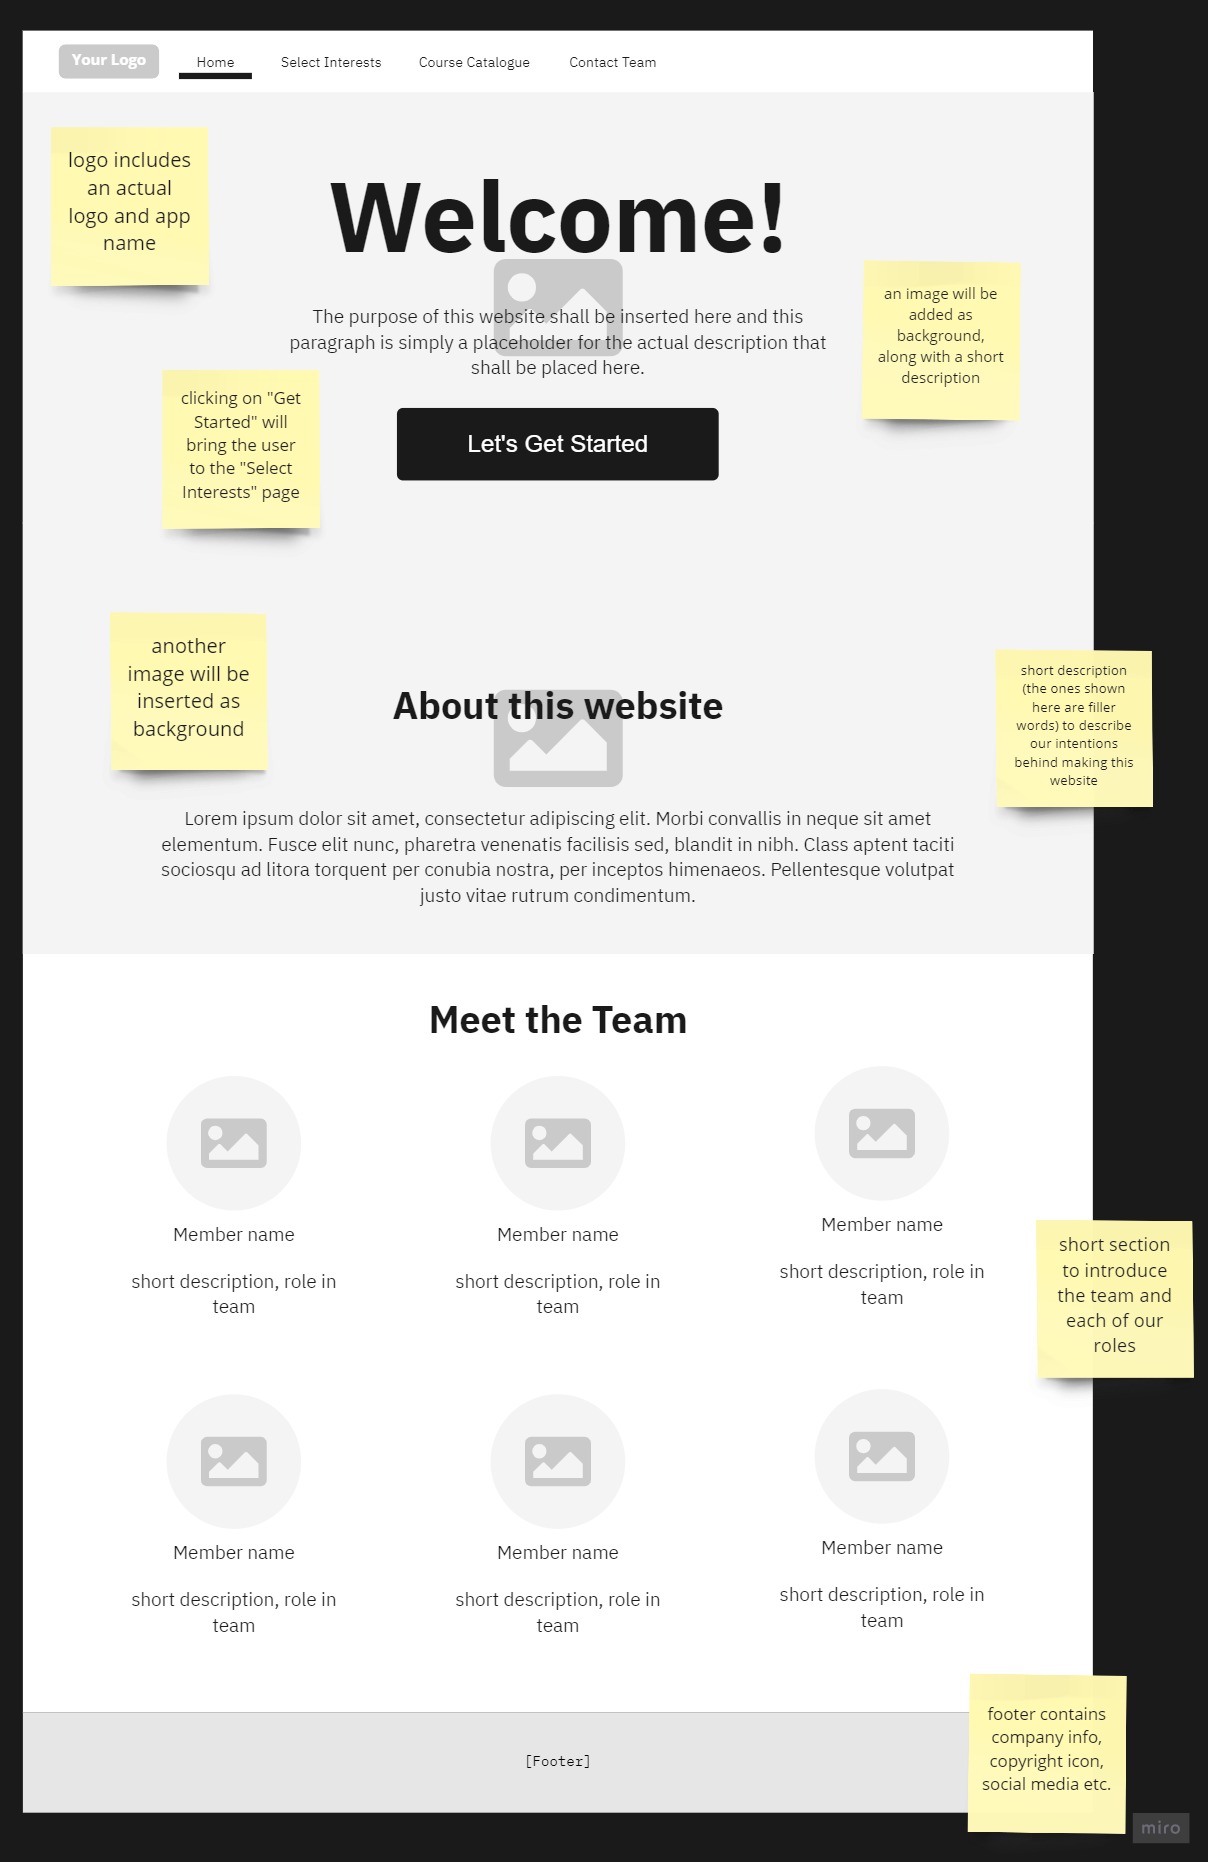 Your Logo
Home
Select Interests
Course Catalogue
Contact Team
logo includes
an actual
logo and app
name
Welcome!
an image will be
added as
background,
along with a short
description
The purpose of this website shall be inserted here and this
paragraph is simply a placeholder for the actual description that
shall be placed here.
clicking on "Get
Started" will
bring the user
to the "Select
Interests" page
Let's Get Started
another
image will be
inserted as
background
About this website
short description
(the ones shown
here are filler
words) to describe
our intentions
behind making this
website
Lorem ipsum dolor sit amet, consectetur adipiscing elit. Morbi convallis in neque sit amet
elementum. Fusce elit nunc, pharetra venenatis facilisis sed, blandit in nibh. Class aptent taciti
sociosqu ad litora torquent per conubia nostra, per inceptos himenaeos. Pellentesque volutpat
justo vitae rutrum condimentum.
Meet the Team
Member name
short description, role in
team
Member name
short description, role in
team
Member name
short description, role in
team
short section
to introduce
the team and
each of our
roles
Member name
short description, role in
team
Member name
short description, role in
team
Member name
short description, role in
team
footer contains
company info,
copyright icon,
social media etc.
[Footer]
miro